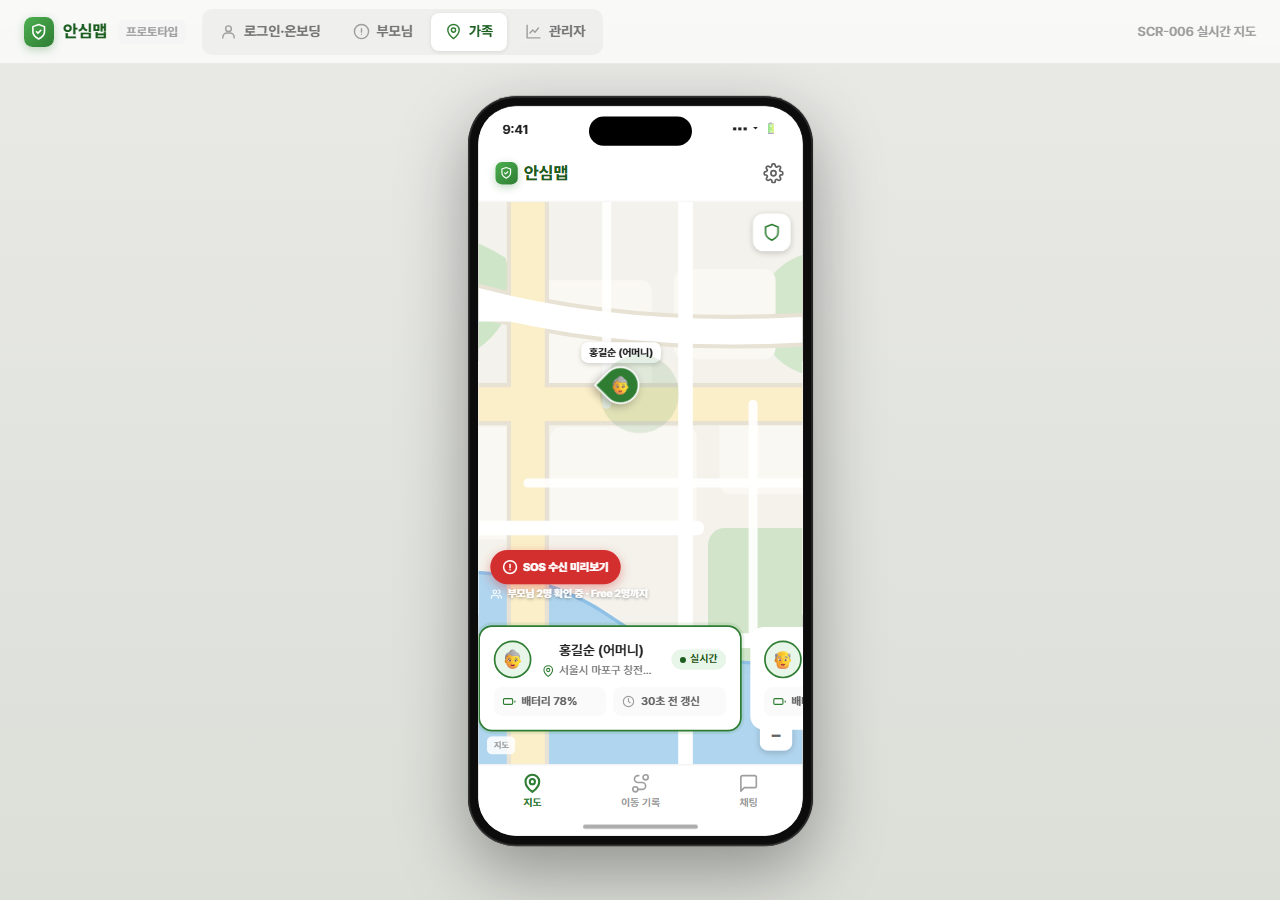 안심맵 프로토타입 로그인·온보딩 부모님 가족 관리자 SCR-006 실시간 지도
9:41
안심맵
홍길순 (어머니)
SOS 수신 미리보기
부모님 2명 확인 중 · Free 2명까지
홍길순 (어머니)
서울시 마포구 창전...
실시간
배터리 78%
30초 전 갱신
지도
지도
이동 기록
채팅